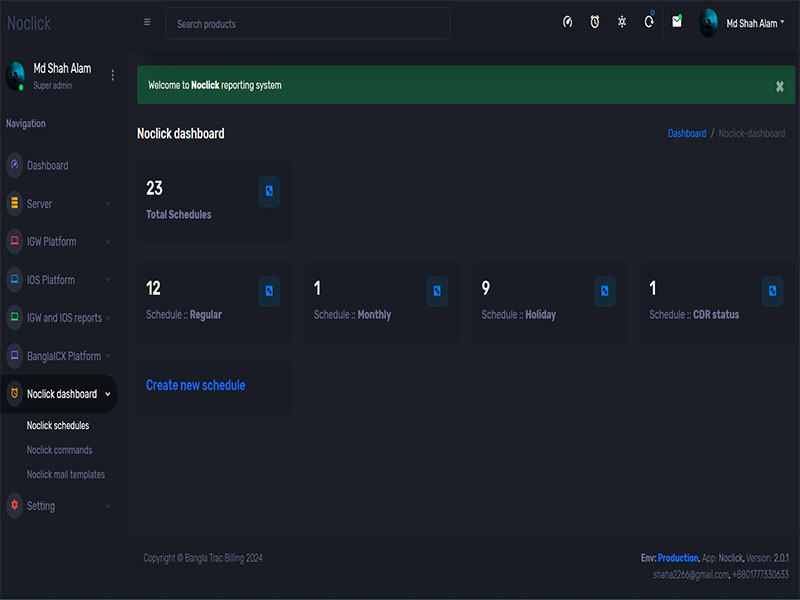 Noclick
Search products
Md Shah Alam
Md Shah Alam
Super admin
Navigation
Dashboard
Server
IGW Platform
IOS Platform
IGW and IOS reports
BanglaICX Platform
Noclick dashboard
Noclick schedules
Noclick commands
Noclick mail templates
Setting
Welcome to Noclick reporting system
Noclick dashboard
Dashboard / Noclick-dashboard
23
Total Schedules
12
Schedule :: Regular
1
Schedule :: Monthly
9
Schedule :: Holiday
1
Schedule :: CDR status
Create new schedule
Copyright © Bangla Trac Billing 2024
Env: Production, App: Noclick, Version: 2.0.1
shaha2266@gmail.com, +8801777330633